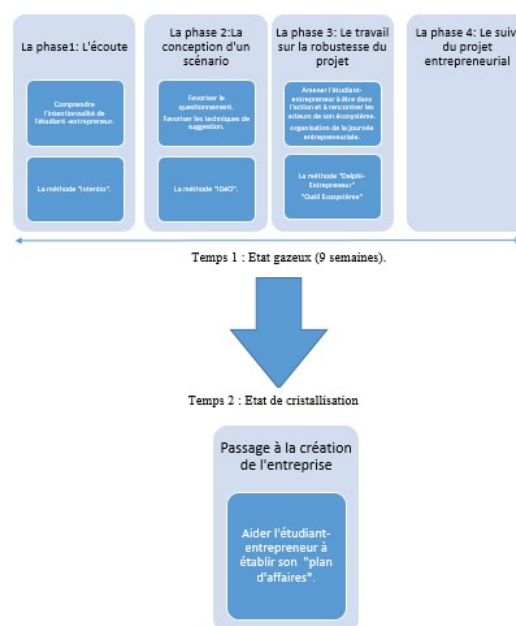 La phase1: L'écoute
Comprendre
l'intentionnalité de
l'étudiant -entrepreneur.
La méthode "Intentio".
La phase 2:La
conception d'un
scénario
Favoriser le
questionnement.
Favoriser les techniques de
suggestion.
La méthode "IDéO".
La phase 3: Le travail
sur la robustesse du
projet
Amener l'étudiant-
entrepreneur à être dans
l'action et à rencontrer les
acteurs de son écosystème.
organisation de la journée
entrepreneuriale.
La méthode "Delphi-
Entrepreneur"
"Outil Ecosystème"
La phase 4: Le suivi
du projet
entrepreneurial
Temps 1 : Etat gazeux (9 semaines).
Temps 2 : Etat de cristallisation
Passage à la création
de l'entreprise
Aider l'étudiant-
entrepreneur à
établir son "plan
d'affaires".